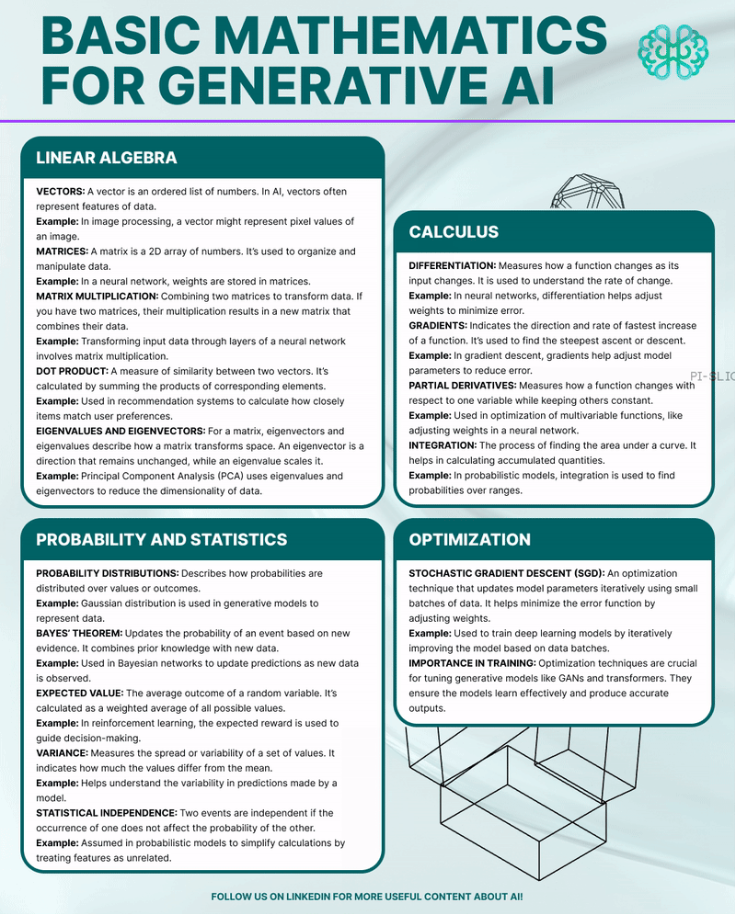 BASIC MATHEMATICS
FOR GENERATIVE AI
LINEAR ALGEBRA
VECTORS: A vector is an ordered list of numbers. In AI, vectors often
represent features of data.
Example: In image processing, a vector might represent pixel values of
an image.
MATRICES: A matrix is a 2D array of numbers. It's used to organize and
manipulate data.
Example: In a neural network, weights are stored in matrices.
MATRIX MULTIPLICATION: Combining two matrices to transform data. If
you have two matrices, their multiplication results in a new matrix that
combines their data.
Example: Transforming input data through layers of a neural network
involves matrix multiplication.
DOT PRODUCT: A measure of similarity between two vectors. It's
calculated by summing the products of corresponding elements.
Example: Used in recommendation systems to calculate how closely
items match user preferences.
EIGENVALUES AND EIGENVECTORS: For a matrix, eigenvectors and
eigenvalues describe how a matrix transforms space. An eigenvector is a
direction that remains unchanged, while an eigenvalue scales it.
Example: Principal Component Analysis (PCA) uses eigenvalues and
eigenvectors to reduce the dimensionality of data.
CALCULUS
DIFFERENTIATION: Measures how a function changes as its
input changes. It is used to understand the rate of change.
Example: In neural networks, differentiation helps adjust
weights to minimize error.
GRADIENTS: Indicates the direction and rate of fastest increase
of a function. It's used to find the steepest ascent or descent.
Example: In gradient descent, gradients help adjust model
parameters to reduce error.
PARTIAL DERIVATIVES: Measures how a function changes with
respect to one variable while keeping others constant.
Example: Used in optimization of multivariable functions, like
adjusting weights in a neural network.
INTEGRATION: The process of finding the area under a curve. It
helps in calculating accumulated quantities.
Example: In probabilistic models, integration is used to find
probabilities over ranges.
PI-SLIC
PROBABILITY AND STATISTICS
PROBABILITY DISTRIBUTIONS: Describes how probabilities are
distributed over values or outcomes.
Example: Gaussian distribution is used in generative models to
represent data.
BAYES' THEOREM: Updates the probability of an event based on new
evidence. It combines prior knowledge with new data.
Example: Used in Bayesian networks to update predictions as new data
is observed.
EXPECTED VALUE: The average outcome of a random variable. It's
calculated as a weighted average of all possible values.
Example: In reinforcement learning, the expected reward is used to
guide decision-making.
VARIANCE: Measures the spread or variability of a set of values. It
indicates how much the values differ from the mean.
Example: Helps understand the variability in predictions made by a
model.
STATISTICAL INDEPENDENCE: Two events are independent if the
occurrence of one does not affect the probability of the other.
Example: Assumed in probabilistic models to simplify calculations by
treating features as unrelated.
OPTIMIZATION
STOCHASTIC GRADIENT DESCENT (SGD): An optimization
technique that updates model parameters iteratively using small
batches of data. It helps minimize the error function by
adjusting weights.
Example: Used to train deep learning models by iteratively
improving the model based on data batches.
IMPORTANCE IN TRAINING: Optimization techniques are crucial
for tuning generative models like GANs and transformers. They
ensure the models learn effectively and produce accurate
outputs.
FOLLOW US ON LINKEDIN FOR MORE USEFUL CONTENT ABOUT AI!